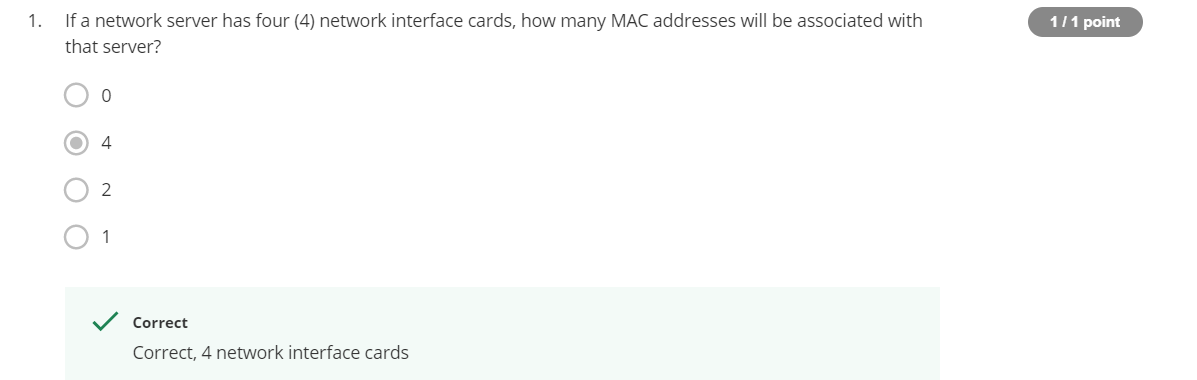 1. If a network server has four (4) network interface cards, how many MAC addresses will be associated with
that server?
1 / 1 point
0
4
2
1
Correct
Correct, 4 network interface cards